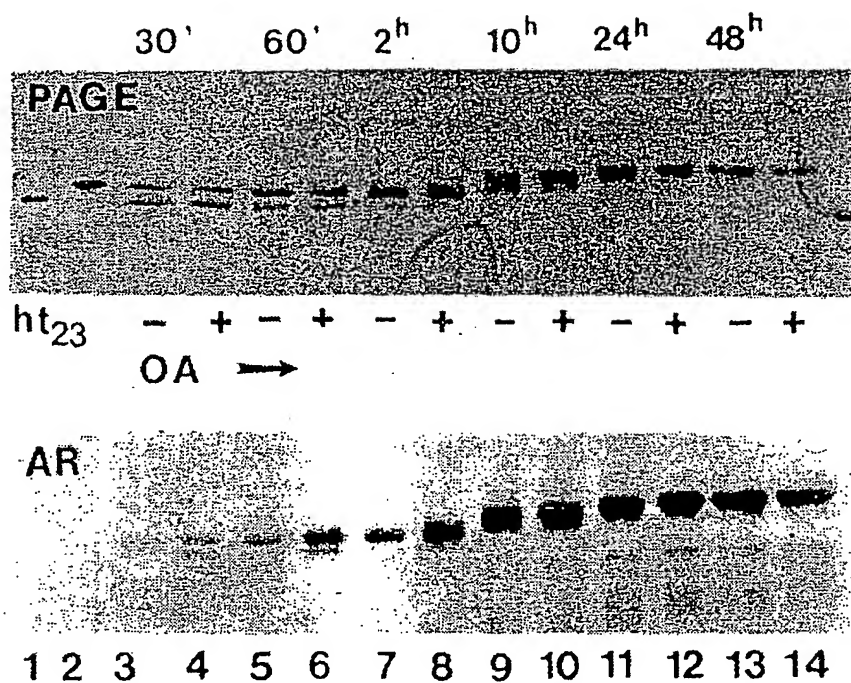 30' 60' 2h 10h 24h 48h
PAGE
ht23 - + - + - + - + - + - +
OA →
AR
1 2 3 4 5 6 7 8 9 10 11 12 13 14